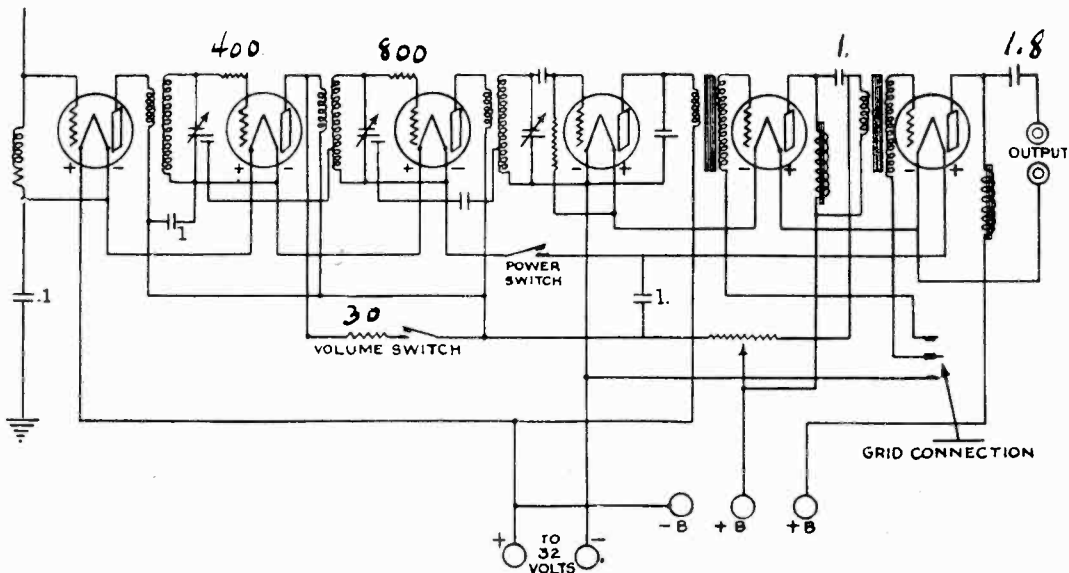 400
800
1.
1.8
+
-
+
-
+
-
-
+
-
+
OUTPUT
1
POWER
SWITCH
.1
1.
30
VOLUME SWITCH
GRID CONNECTION
- B
+ B
+ B
+
TO
32
VOLTS
-